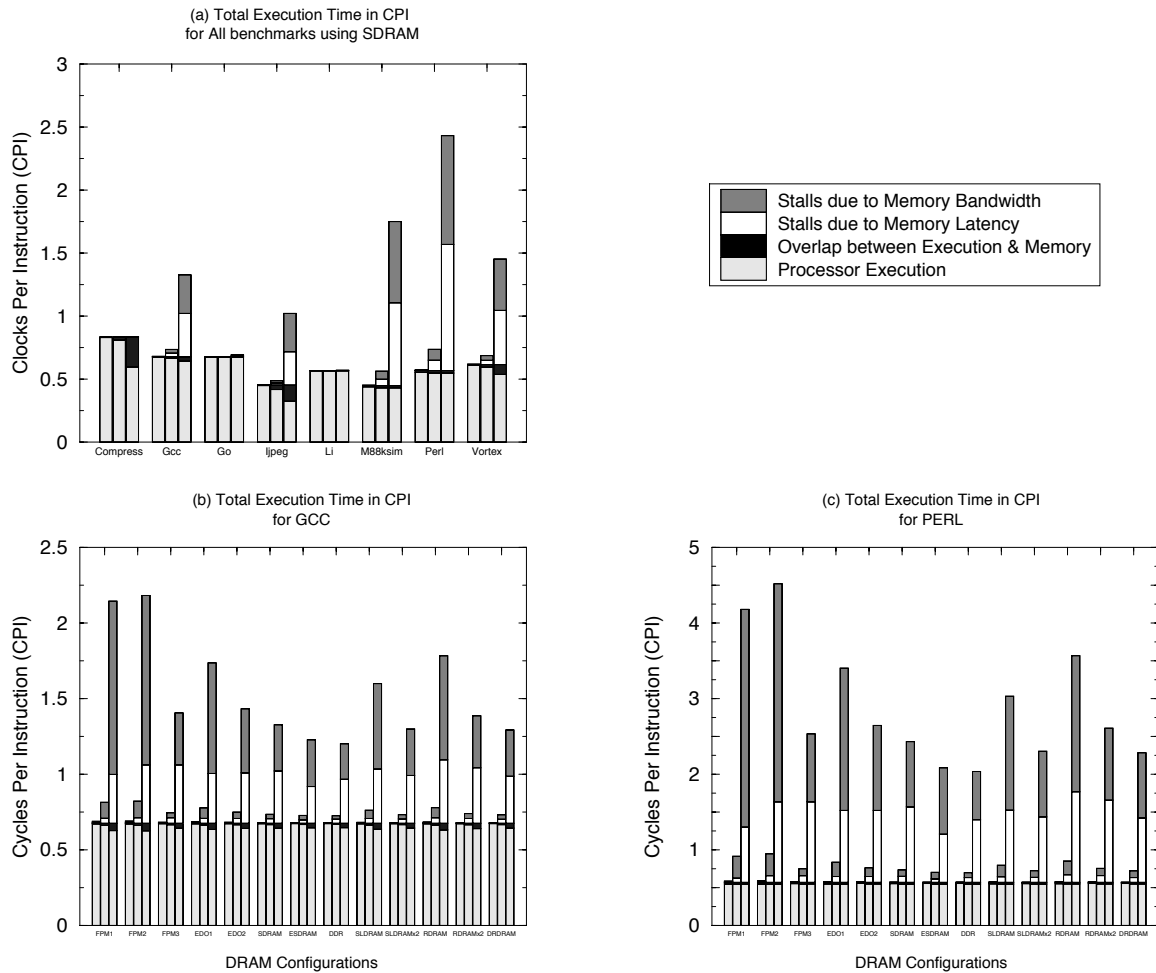 (a) Total Execution Time in CPI
for All benchmarks using SDRAM
3
2.5
2
1.5
1
0.5
0
Clocks Per Instruction (CPI)
Compress Gcc Go Ijpeg Li M88ksim Perl Vortex
Stalls due to Memory Bandwidth
Stalls due to Memory Latency
Overlap between Execution & Memory
Processor Execution
(b) Total Execution Time in CPI
for GCC
2.5
2
1.5
1
0.5
0
Cycles Per Instruction (CPI)
FPM1 FPM2 FPM3 EDO1 EDO2 SDRAM ESDRAM DDR SLDRAM SLDRAMx2 RDRAM RDRAMx2 DRDRAM
DRAM Configurations
(c) Total Execution Time in CPI
for PERL
5
4
3
2
1
0
Cycles Per Instruction (CPI)
FPM1 FPM2 FPM3 EDO1 EDO2 SDRAM ESDRAM DDR SLDRAM SLDRAMx2 RDRAM RDRAMx2 DRDRAM
DRAM Configurations